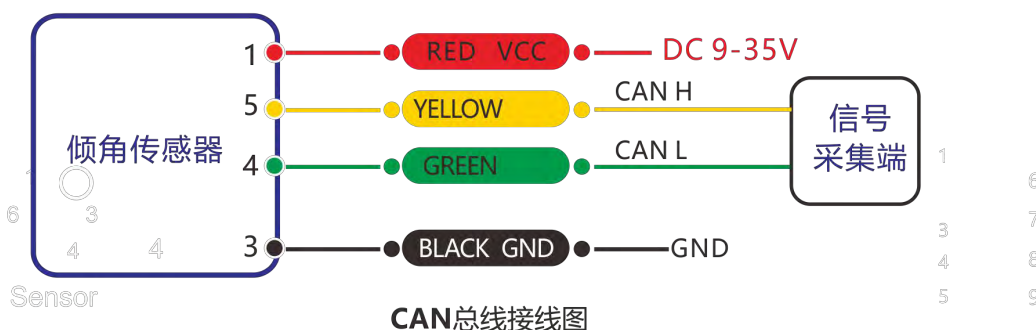 1 RED VCC DC 9-35V
5 YELLOW CAN H
倾角传感器
信号
采集端
4 GREEN CAN L
1
6
6 3
7
3
4 4
3 BLACK GND GND
4
8
Sensor
5
9
CAN总线接线图